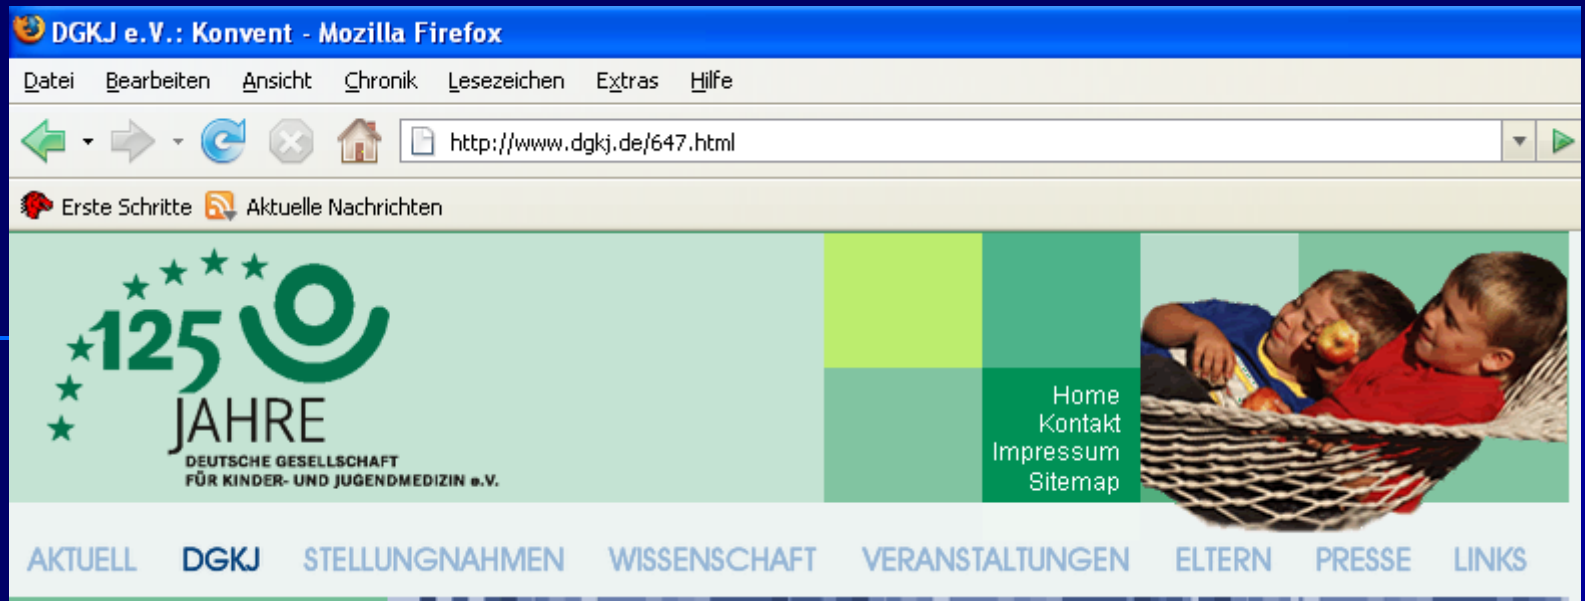 DGKJ e.V.: Konvent - Mozilla Firefox
Datei Bearbeiten Ansicht Chronik Lesezeichen Extras Hilfe
http://www.dgkj.de/647.html
Erste Schritte Aktuelle Nachrichten
125
JAHRE
DEUTSCHE GESELLSCHAFT
FÜR KINDER- UND JUGENDMEDIZIN e.V.
Home
Kontakt
Impressum
Sitemap
AKTUELL DGKJ STELLUNGNAHMEN WISSENSCHAFT VERANSTALTUNGEN ELTERN PRESSE LINKS